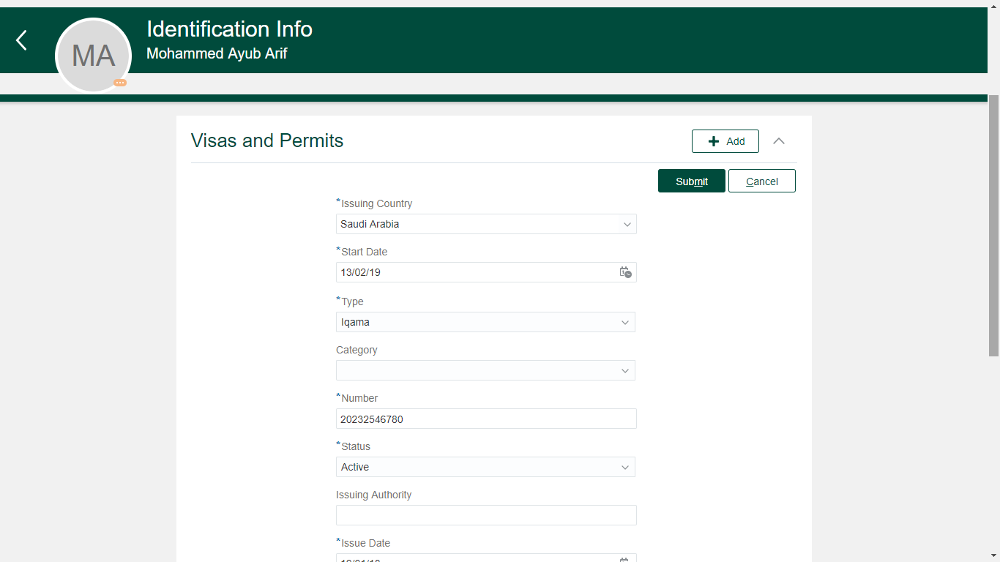 Identification Info
MA
Mohammed Ayub Arif
Visas and Permits
Add
Submit
Cancel
*Issuing Country
Saudi Arabia
*Start Date
13/02/19
*Type
Iqama
Category
*Number
20232546780
*Status
Active
Issuing Authority
*Issue Date